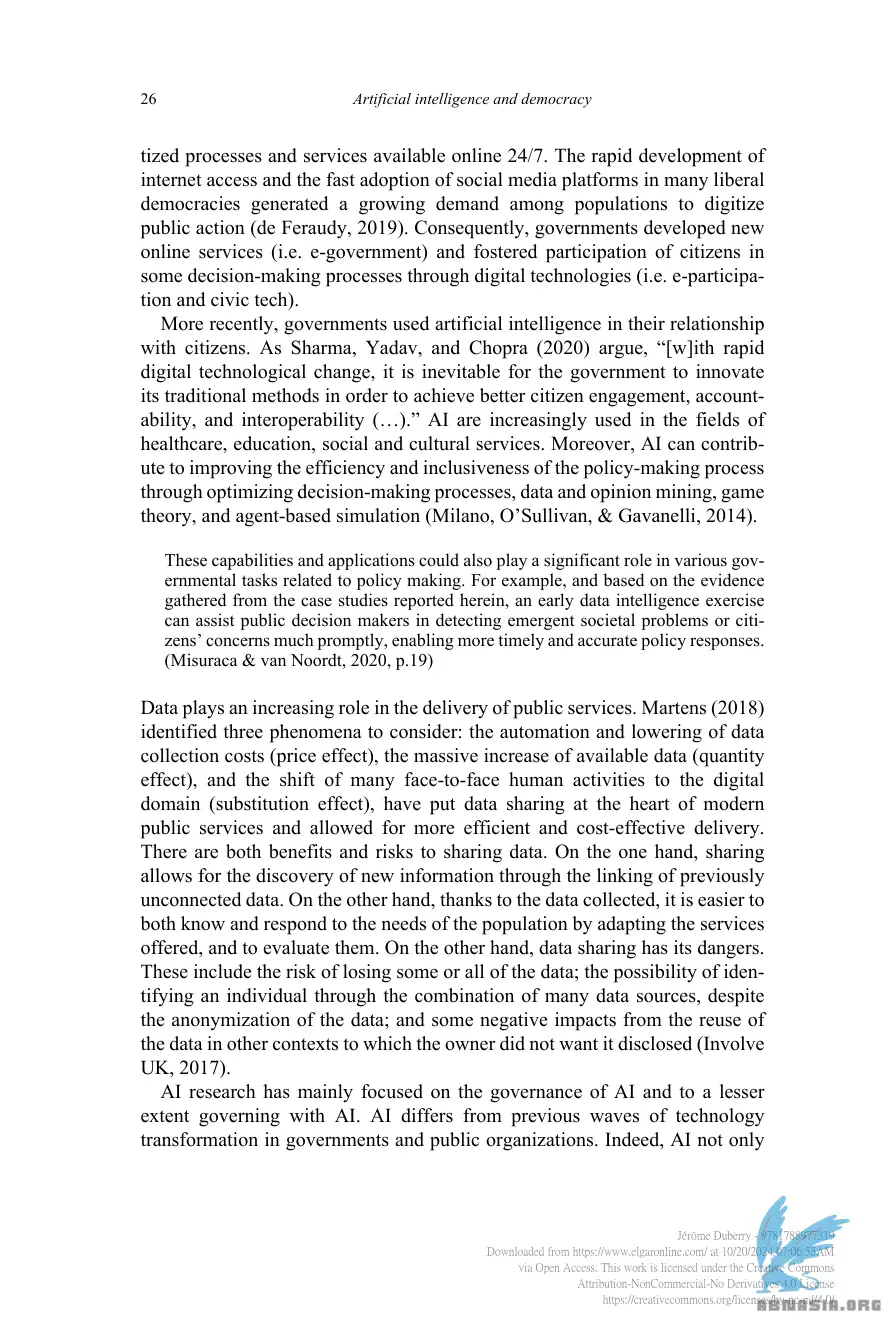 26 Artificial intelligence and democracy
tized processes and services available online 24/7. The rapid development of
internet access and the fast adoption of social media platforms in many liberal
democracies generated a growing demand among populations to digitize
public action (de Feraudy, 2019). Consequently, governments developed new
online services (i.e. e-government) and fostered participation of citizens in
some decision-making processes through digital technologies (i.e. e-participa-
tion and civic tech).
More recently, governments used artificial intelligence in their relationship
with citizens. As Sharma, Yadav, and Chopra (2020) argue, “[w]ith rapid
digital technological change, it is inevitable for the government to innovate
its traditional methods in order to achieve better citizen engagement, account-
ability, and interoperability (…).” AI are increasingly used in the fields of
healthcare, education, social and cultural services. Moreover, AI can contrib-
ute to improving the efficiency and inclusiveness of the policy-making process
through optimizing decision-making processes, data and opinion mining, game
theory, and agent-based simulation (Milano, O’Sullivan, & Gavanelli, 2014).
These capabilities and applications could also play a significant role in various gov-
ernmental tasks related to policy making. For example, and based on the evidence
gathered from the case studies reported herein, an early data intelligence exercise
can assist public decision makers in detecting emergent societal problems or citi-
zens’ concerns much promptly, enabling more timely and accurate policy responses.
(Misuraca & van Noordt, 2020, p.19)
Data plays an increasing role in the delivery of public services. Martens (2018)
identified three phenomena to consider: the automation and lowering of data
collection costs (price effect), the massive increase of available data (quantity
effect), and the shift of many face-to-face human activities to the digital
domain (substitution effect), have put data sharing at the heart of modern
public services and allowed for more efficient and cost-effective delivery.
There are both benefits and risks to sharing data. On the one hand, sharing
allows for the discovery of new information through the linking of previously
unconnected data. On the other hand, thanks to the data collected, it is easier to
both know and respond to the needs of the population by adapting the services
offered, and to evaluate them. On the other hand, data sharing has its dangers.
These include the risk of losing some or all of the data; the possibility of iden-
tifying an individual through the combination of many data sources, despite
the anonymization of the data; and some negative impacts from the reuse of
the data in other contexts to which the owner did not want it disclosed (Involve
UK, 2017).
AI research has mainly focused on the governance of AI and to a lesser
extent governing with AI. AI differs from previous waves of technology
transformation in governments and public organizations. Indeed, AI not only
Jérôme Duberry - 9781788977319
Downloaded from https://www.elgaronline.com/ at 10/20/2024 07:06:52AM
via Open Access. This work is licensed under the Creative Commons
Attribution-NonCommercial-No Derivatives 4.0 License
https://creativecommons.org/licenses/by-nc-nd/4.0/
ABWASIA.ORG